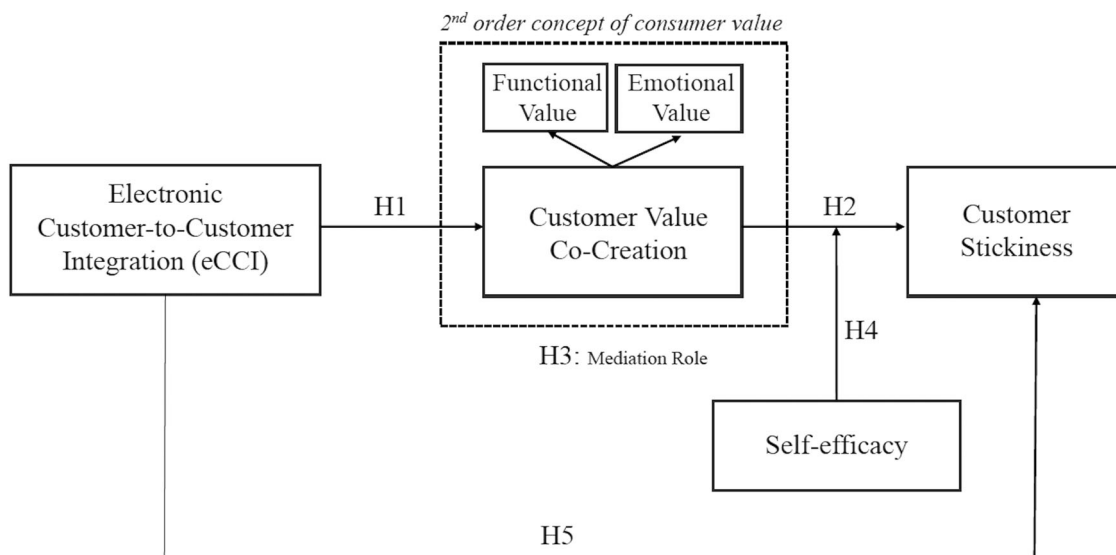 2nd order concept of consumer value
Functional
Value
Emotional
Value
Electronic
Customer-to-Customer
Integration (eCCI)
H1
Customer Value
Co-Creation
H2
Customer
Stickiness
H3: Mediation Role
H4
Self-efficacy
H5